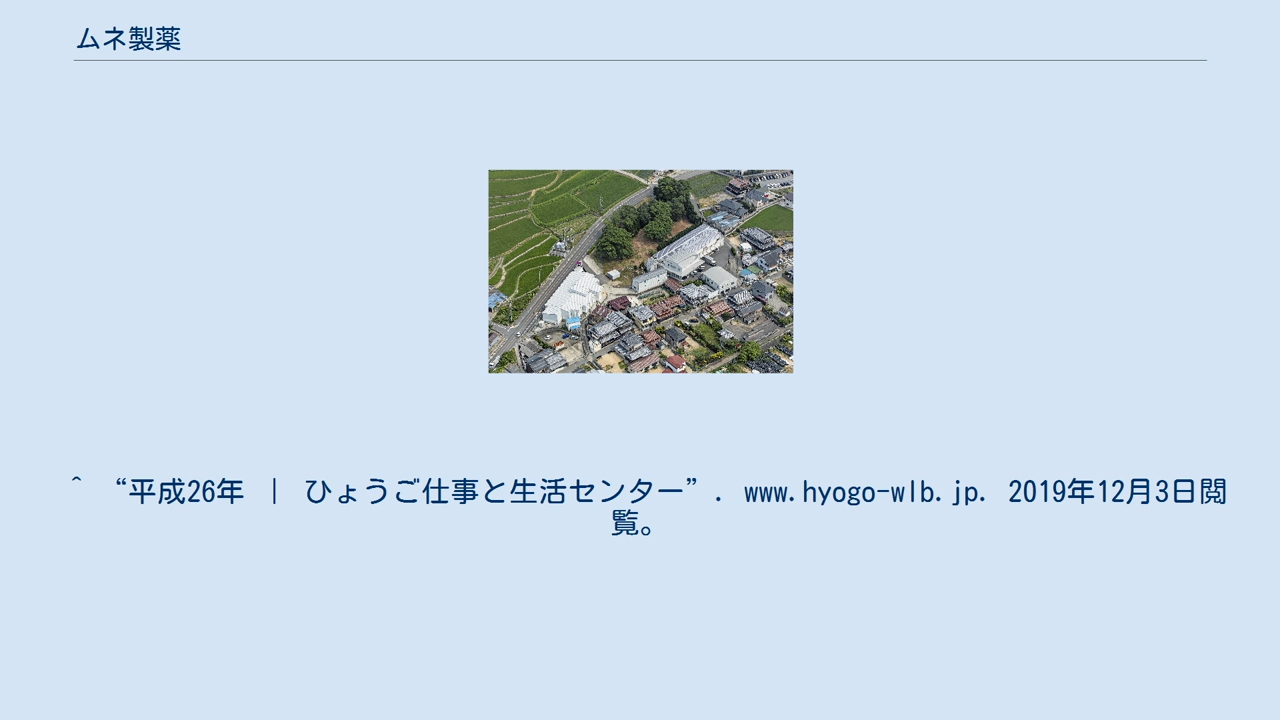 ムネ製薬
^ “平成26年 | ひょうご仕事と生活センター”. www.hyogo-wlb.jp. 2019年12月3日閲
覧。